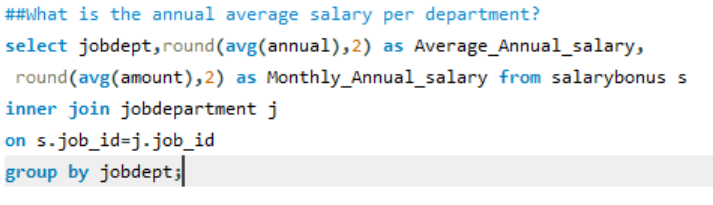 ##What is the annual average salary per department?
select jobdept,round(avg(annual),2) as Average_Annual_salary,
round(avg(amount),2) as Monthly_Annual_salary from salarybonus s
inner join jobdepartment j
on s.job_id=j.job_id
group by jobdept;